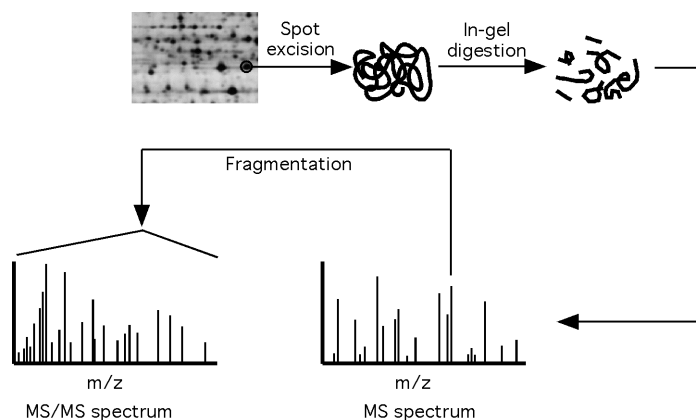 Spot
excision
In-gel
digestion
Fragmentation
m/z
MS/MS spectrum
m/z
MS spectrum